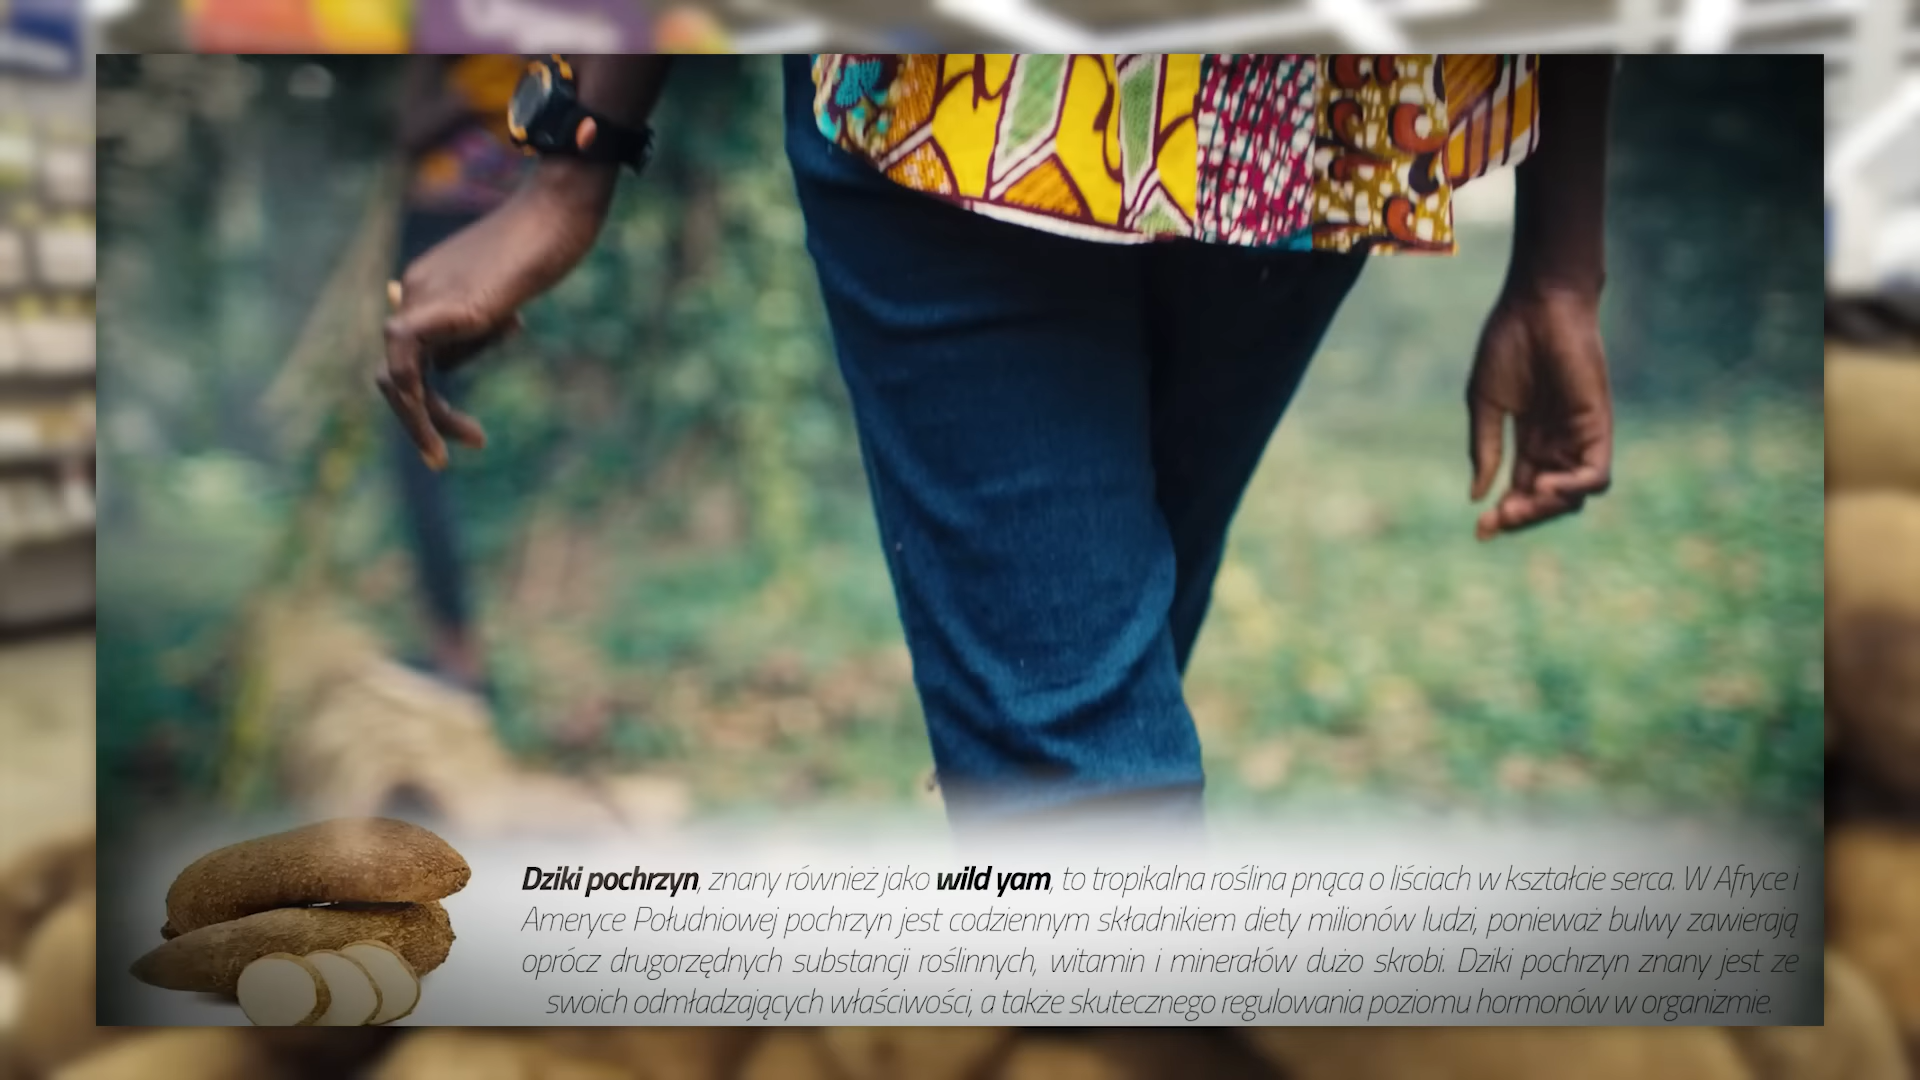 Organic
Dziki pochrzyn, znany również jako wild yam, to tropikalna roślina pnąca o liściach w kształcie serca. W Afryce i
Ameryce Południowej pochrzyn jest codziennym składnikiem diety milionów ludzi, ponieważ bulwy zawierają
oprócz drugorzędnych substancji roślinnych, witamin i minerałów dużo skrobi. Dziki pochrzyn znany jest ze
swoich odmładzających właściwości, a także skutecznego regulowania poziomu hormonów w organizmie.